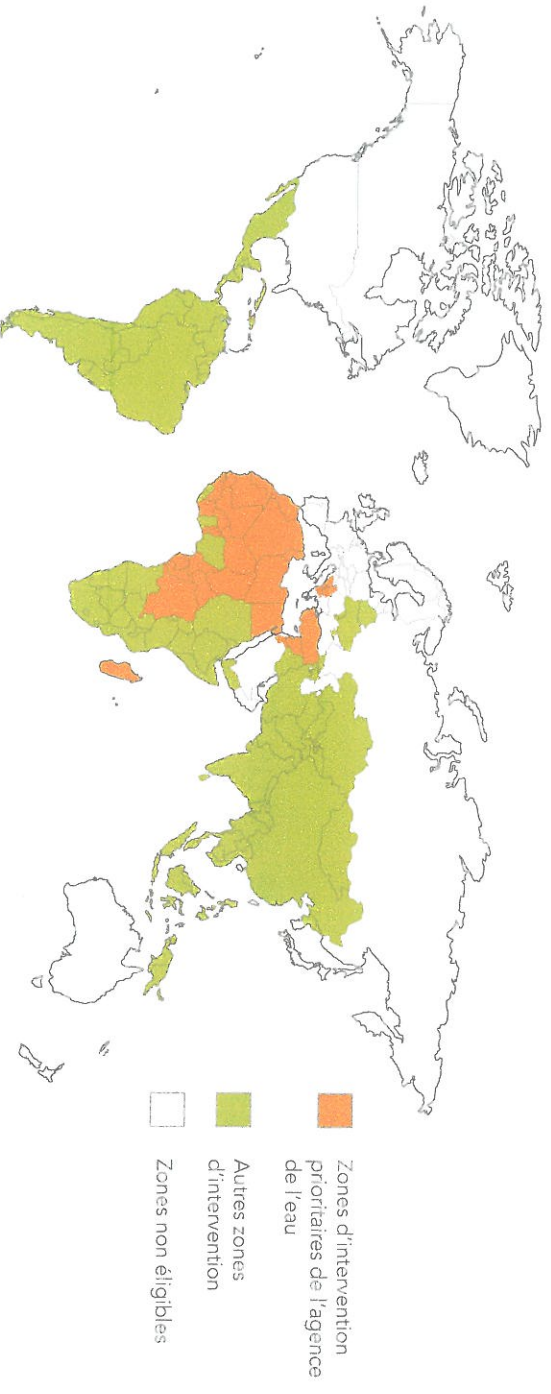 Zones d'intervention
prioritaires de l'agence
de l'eau
Autres zones
d'intervention
Zones non éligibles